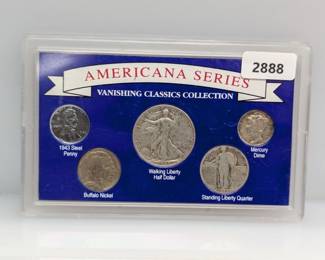 2888
AMERICANA SERIES
VANISHING CLASSICS COLLECTION
1943 Steel
Penny
Buffalo Nickel
Walking Liberty
Half Dollar
Mercury
Dime
Standing Liberty Quarter